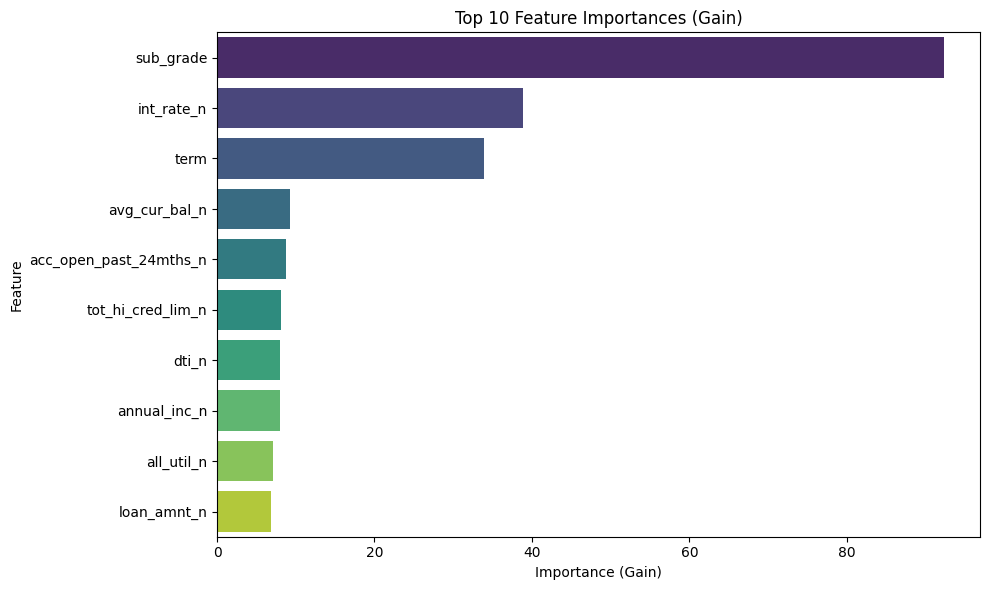 Top 10 Feature Importances (Gain)
Feature
sub_grade
int_rate_n
term
avg_cur_bal_n
acc_open_past_24mths_n
tot_hi_cred_lim_n
dti_n
annual_inc_n
all_util_n
loan_amnt_n
0 20 40 60 80
Importance (Gain)